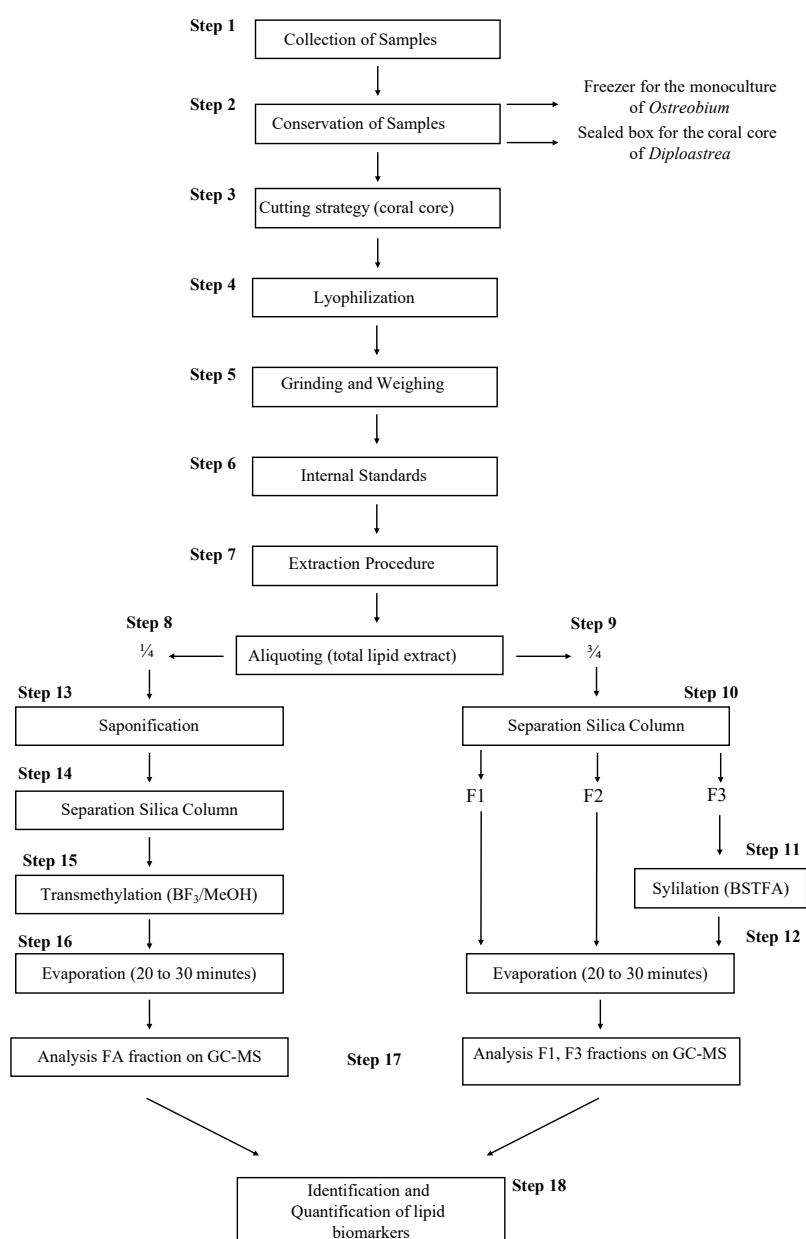 Step 1
Collection of Samples
Step 2
Conservation of Samples
Freezer for the monoculture
of Ostreobium
Sealed box for the coral core
of Diploastrea
Step 3
Cutting strategy (coral core)
Step 4
Lyophilization
Step 5
Grinding and Weighing
Step 6
Internal Standards
Step 7
Extraction Procedure
Step 8
¼
Aliquoting (total lipid extract)
Step 9
¾
Step 13
Saponification
Step 10
Separation Silica Column
Step 14
Separation Silica Column
F1
F2
F3
Step 15
Transmethylation (BF₃/MeOH)
Step 11
Sylilation (BSTFA)
Step 16
Evaporation (20 to 30 minutes)
Step 12
Evaporation (20 to 30 minutes)
Analysis FA fraction on GC-MS
Step 17
Analysis F1, F3 fractions on GC-MS
Step 18
Identification and
Quantification of lipid
biomarkers